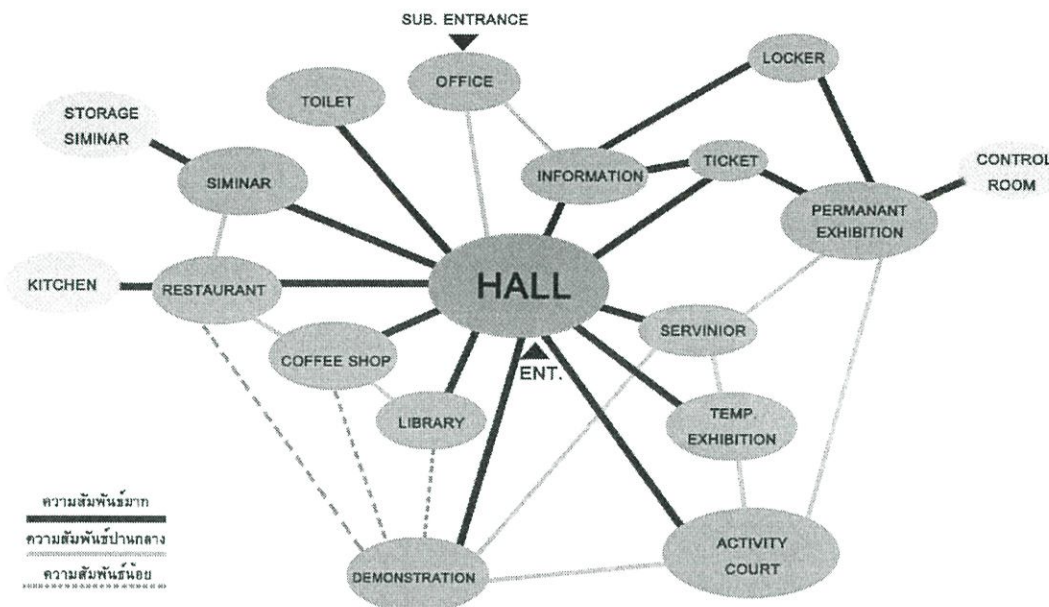 SUB. ENTRANCE
OFFICE
LOCKER
TOILET
STORAGE
SIMINAR
SIMINAR
INFORMATION
TICKET
CONTROL
ROOM
PERMANANT
EXHIBITION
HALL
KITCHEN
RESTAURANT
SERVINIOR
COFFEE SHOP
ENT.
LIBRARY
TEMP.
EXHIBITION
ความสัมพันธ์มาก
ความสัมพันธ์ปานกลาง
ความสัมพันธ์น้อย
DEMONSTRATION
ACTIVITY
COURT